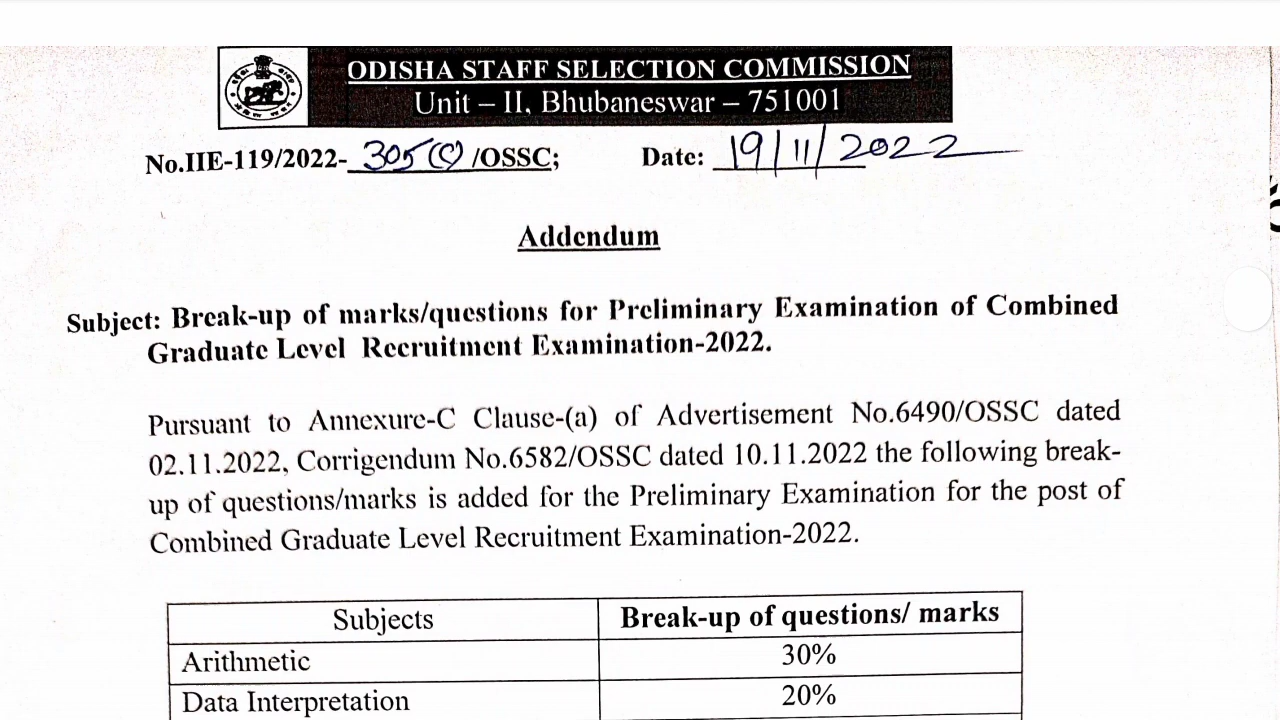 ODISHA STAFF SELECTION COMMISSION
Unit – II, Bhubaneswar – 751001
No.IIE-119/2022- 305(C) /OSSC; Date: 19/11/2022
Addendum
Subject: Break-up of marks/questions for Preliminary Examination of Combined
Graduate Level Recruitment Examination-2022.
Pursuant to Annexure-C Clause-(a) of Advertisement No.6490/OSSC dated
02.11.2022, Corrigendum No.6582/OSSC dated 10.11.2022 the following break-
up of questions/marks is added for the Preliminary Examination for the post of
Combined Graduate Level Recruitment Examination-2022.
Subjects Break-up of questions/ marks
Arithmetic 30%
Data Interpretation 20%